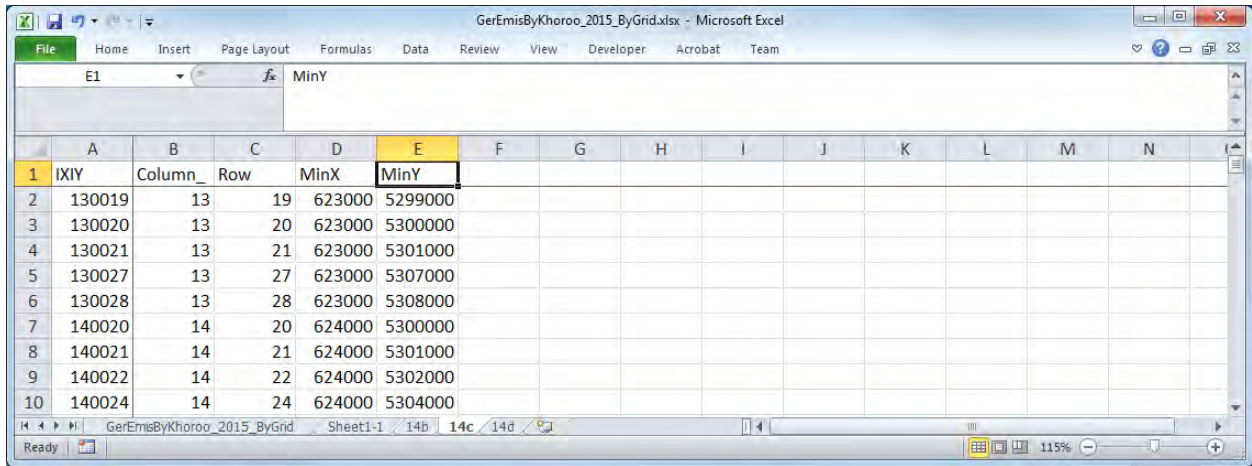 GerEmisByKhoroo_2015_ByGrid.xlsx - Microsoft Excel
File Home Insert Page Layout Formulas Data Review View Developer Acrobat Team
E1 fx MinY
A B C D E F G H I J K L M N
1 IXIY Column_ Row MinX MinY
2 130019 13 19 623000 5299000
3 130020 13 20 623000 5300000
4 130021 13 21 623000 5301000
5 130027 13 27 623000 5307000
6 130028 13 28 623000 5308000
7 140020 14 20 624000 5300000
8 140021 14 21 624000 5301000
9 140022 14 22 624000 5302000
10 140024 14 24 624000 5304000
GerEmisByKhoroo_2015_ByGrid Sheet1-1 14b 14c 14d
Ready 115%